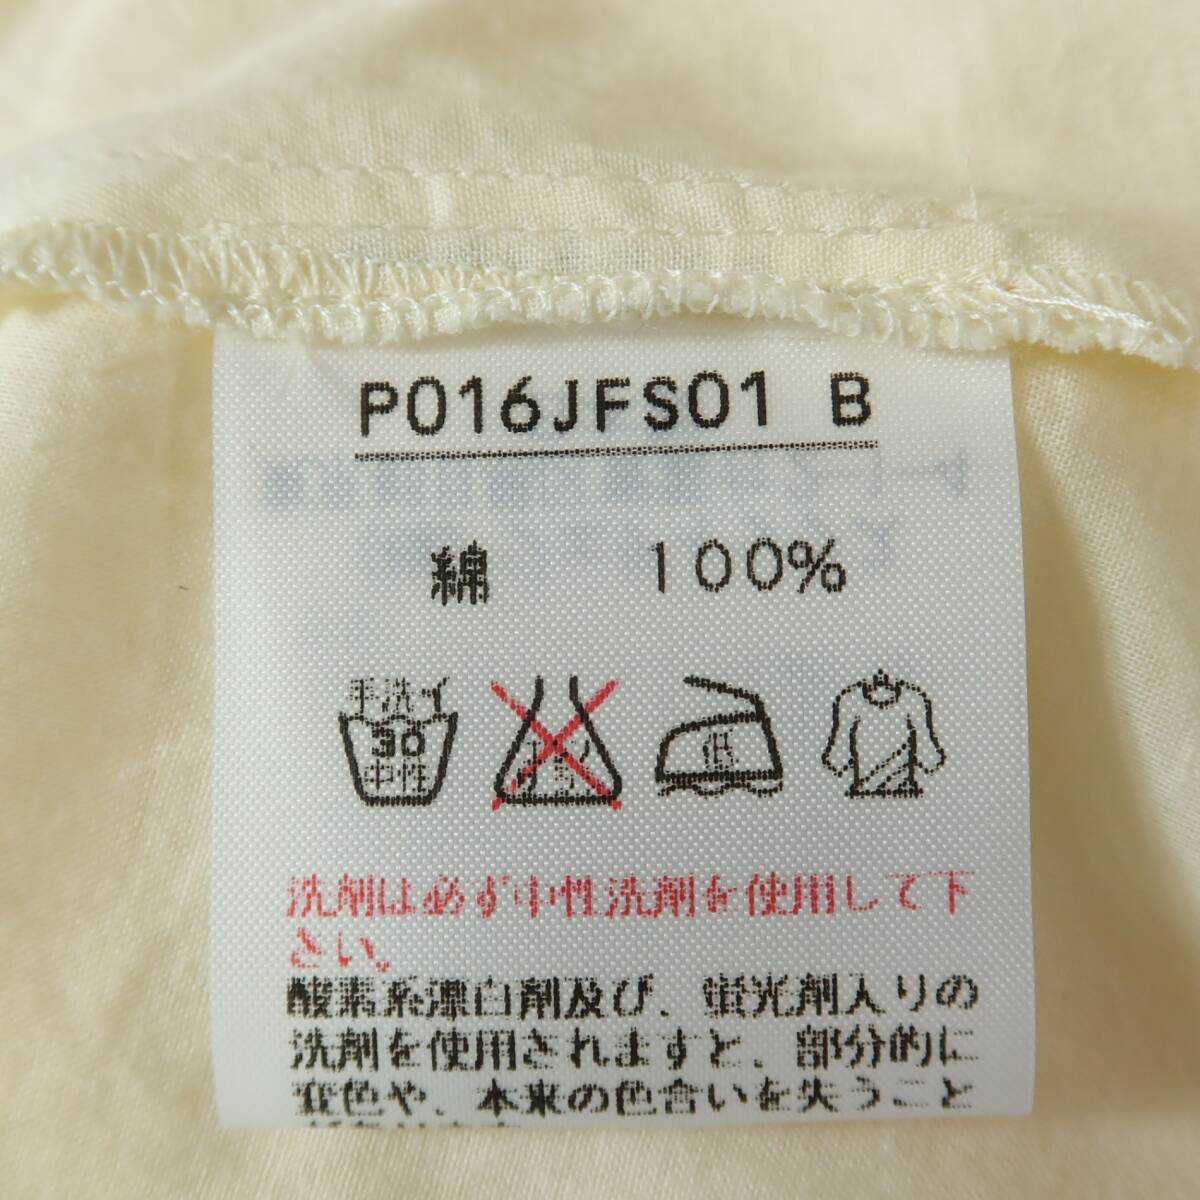 P016JFS01 B
綿 100%
手洗イ
30
中性
低
洗剤は必ず中性洗剤を使用して下
さい。
酸素系漂白剤及び、蛍光剤入りの
洗剤を使用されますと、部分的に
変色や、本来の色合いを失うこと